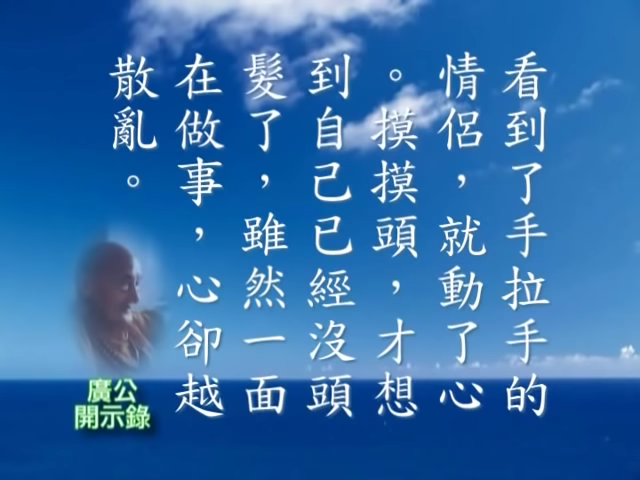 看到了手拉手的
情侶，就動了心
。摸摸頭，才想
到自己已經沒頭
髮了，雖然一面
在做事，心卻越
散亂。
廣公
開示錄